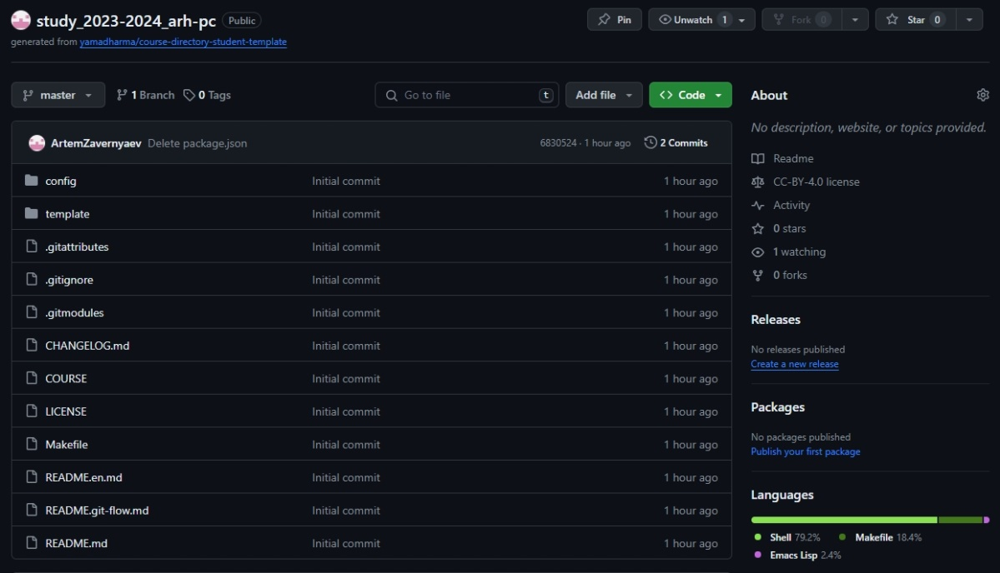 study_2023-2024_arh-pc Public Pin Unwatch 1 Fork 0 Star 0
generated from yamadharma/course-directory-student-template
master 1 Branch 0 Tags Go to file t Add file Code
ArtemZavernyaev Delete package.json 6830524 · 1 hour ago 2 Commits
config Initial commit 1 hour ago
template Initial commit 1 hour ago
.gitattributes Initial commit 1 hour ago
.gitignore Initial commit 1 hour ago
.gitmodules Initial commit 1 hour ago
CHANGELOG.md Initial commit 1 hour ago
COURSE Initial commit 1 hour ago
LICENSE Initial commit 1 hour ago
Makefile Initial commit 1 hour ago
README.en.md Initial commit 1 hour ago
README.git-flow.md Initial commit 1 hour ago
README.md Initial commit 1 hour ago
About
No description, website, or topics provided.
Readme
CC-BY-4.0 license
Activity
0 stars
1 watching
0 forks
Releases
No releases published
Create a new release
Packages
No packages published
Publish your first package
Languages
Shell 79.2% Makefile 18.4%
Emacs Lisp 2.4%